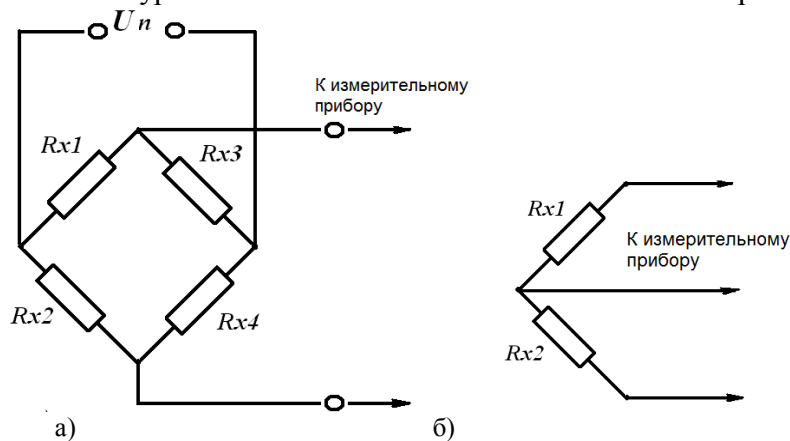 U п
К измерительному
прибору
Rx1
Rx3
Rx2
Rx4
а)
Rx1
К измерительному
прибору
Rx2
б)